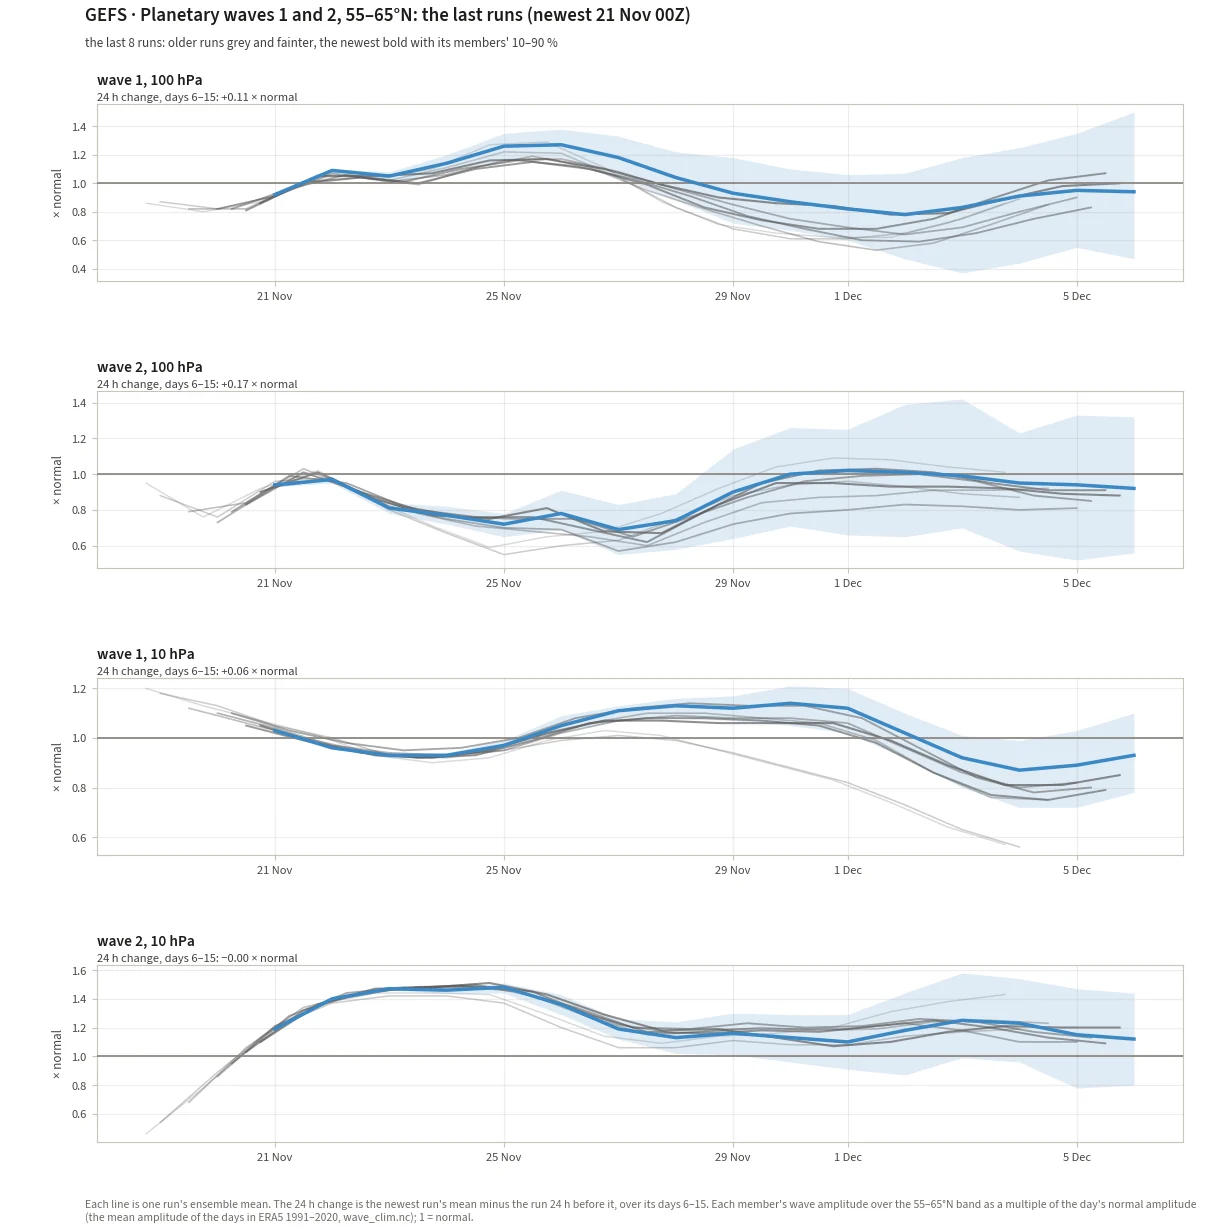 GEFS · Planetary waves 1 and 2, 55–65°N: the last runs (newest 21 Nov 00Z)
the last 8 runs: older runs grey and fainter, the newest bold with its members' 10–90 %
wave 1, 100 hPa
24 h change, days 6–15: +0.11 × normal
1.4
1.2
1.0
0.8
0.6
0.4
× normal
21 Nov
25 Nov
29 Nov
1 Dec
5 Dec
wave 2, 100 hPa
24 h change, days 6–15: +0.17 × normal
1.4
1.2
1.0
0.8
0.6
× normal
21 Nov
25 Nov
29 Nov
1 Dec
5 Dec
wave 1, 10 hPa
24 h change, days 6–15: +0.06 × normal
1.2
1.0
0.8
0.6
× normal
21 Nov
25 Nov
29 Nov
1 Dec
5 Dec
wave 2, 10 hPa
24 h change, days 6–15: −0.00 × normal
1.6
1.4
1.2
1.0
0.8
0.6
× normal
21 Nov
25 Nov
29 Nov
1 Dec
5 Dec
Each line is one run's ensemble mean. The 24 h change is the newest run's mean minus the run 24 h before it, over its days 6–15. Each member's wave amplitude over the 55–65°N band as a multiple of the day's normal amplitude
(the mean amplitude of the days in ERA5 1991–2020, wave_clim.nc); 1 = normal.